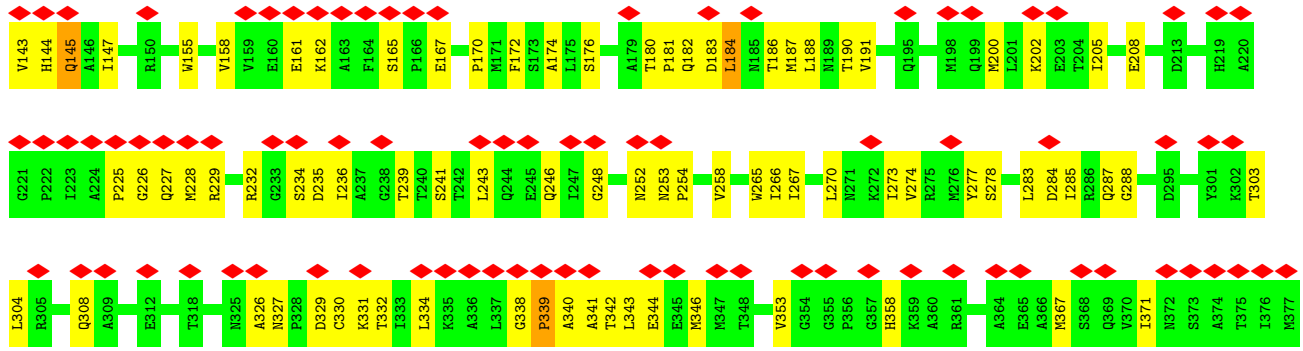 V143 H144 Q145 A146 I147 R150 W155 V158 V159 E160 E161 K162 A163 F164 S165 P166 E167 P170 M171 F172 S173 A174 L175 S176 A179 T180 P181 Q182 D183 L184 N185 T186 M187 L188 N189 T190 V191 Q195 M198 Q199 M200 L201 K202 E203 T204 I205 E208 D213 H219 A220
G221 P222 I223 A224 P225 G226 Q227 M228 R229 R232 G233 S234 D235 I236 A237 G238 T239 T240 S241 T242 L243 Q244 E245 Q246 I247 G248 N252 N253 P254 V258 W265 I266 I267 L270 N271 K272 I273 V274 R275 M276 Y277 S278 L283 D284 I285 R286 Q287 G288 D295 Y301 K302 T303
L304 R305 Q308 A309 E312 T318 N325 A326 N327 P328 D329 C330 K331 T332 I333 L334 K335 A336 L337 G338 P339 A340 A341 T342 L343 E344 E345 M346 M347 T348 V353 G354 G355 P356 G357 H358 K359 A360 R361 A364 E365 A366 M367 S368 Q369 V370 I371 N372 S373 A374 T375 I376 M377